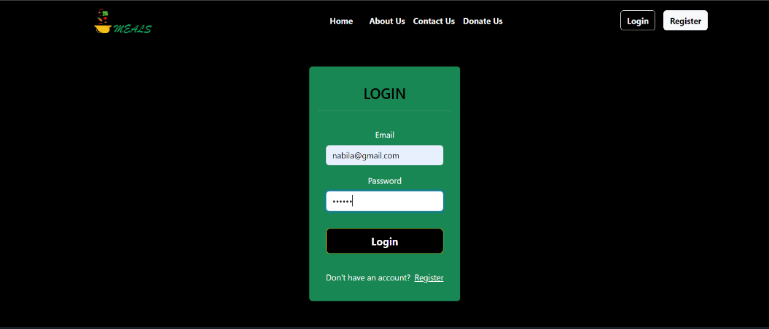 MEALS
Home About Us Contact Us Donate Us
Login Register
LOGIN
Email
nabila@gmail.com
Password
••••••
Login
Don't have an account? Register